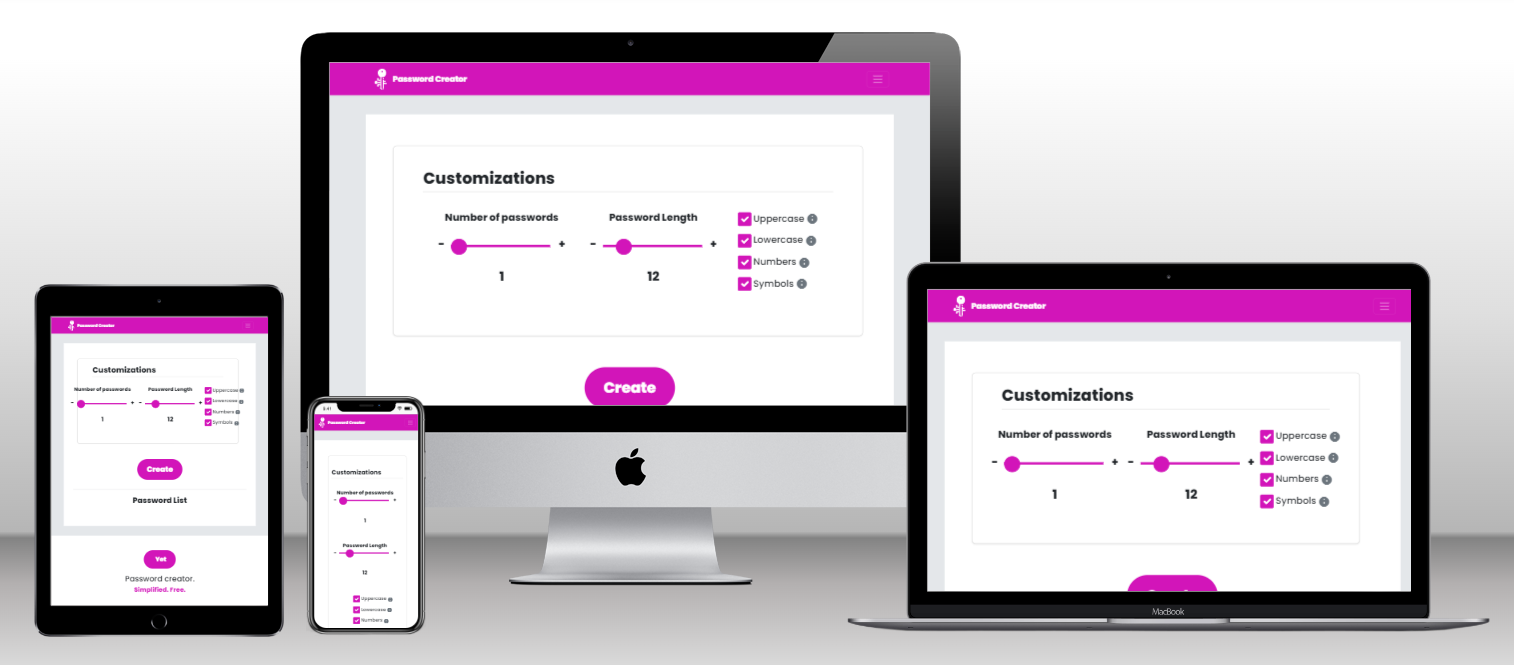 Password Creator
Customizations
Number of passwords
Password Length
- +
- +
1
12
Uppercase
Lowercase
Numbers
Symbols
Create
Password Creator
Customizations
Number of passwords
Password Length
- +
- +
1
12
Uppercase
Lowercase
Numbers
Symbols
Create
Password List
Yet
Password creator.
Simplified. Free.
9:41
Password Creator
Customizations
Number of passwords
- +
1
Password Length
- +
12
Uppercase
Lowercase
Numbers
Password Creator
Customizations
Number of passwords
Password Length
- +
- +
1
12
Uppercase
Lowercase
Numbers
Symbols
MacBook